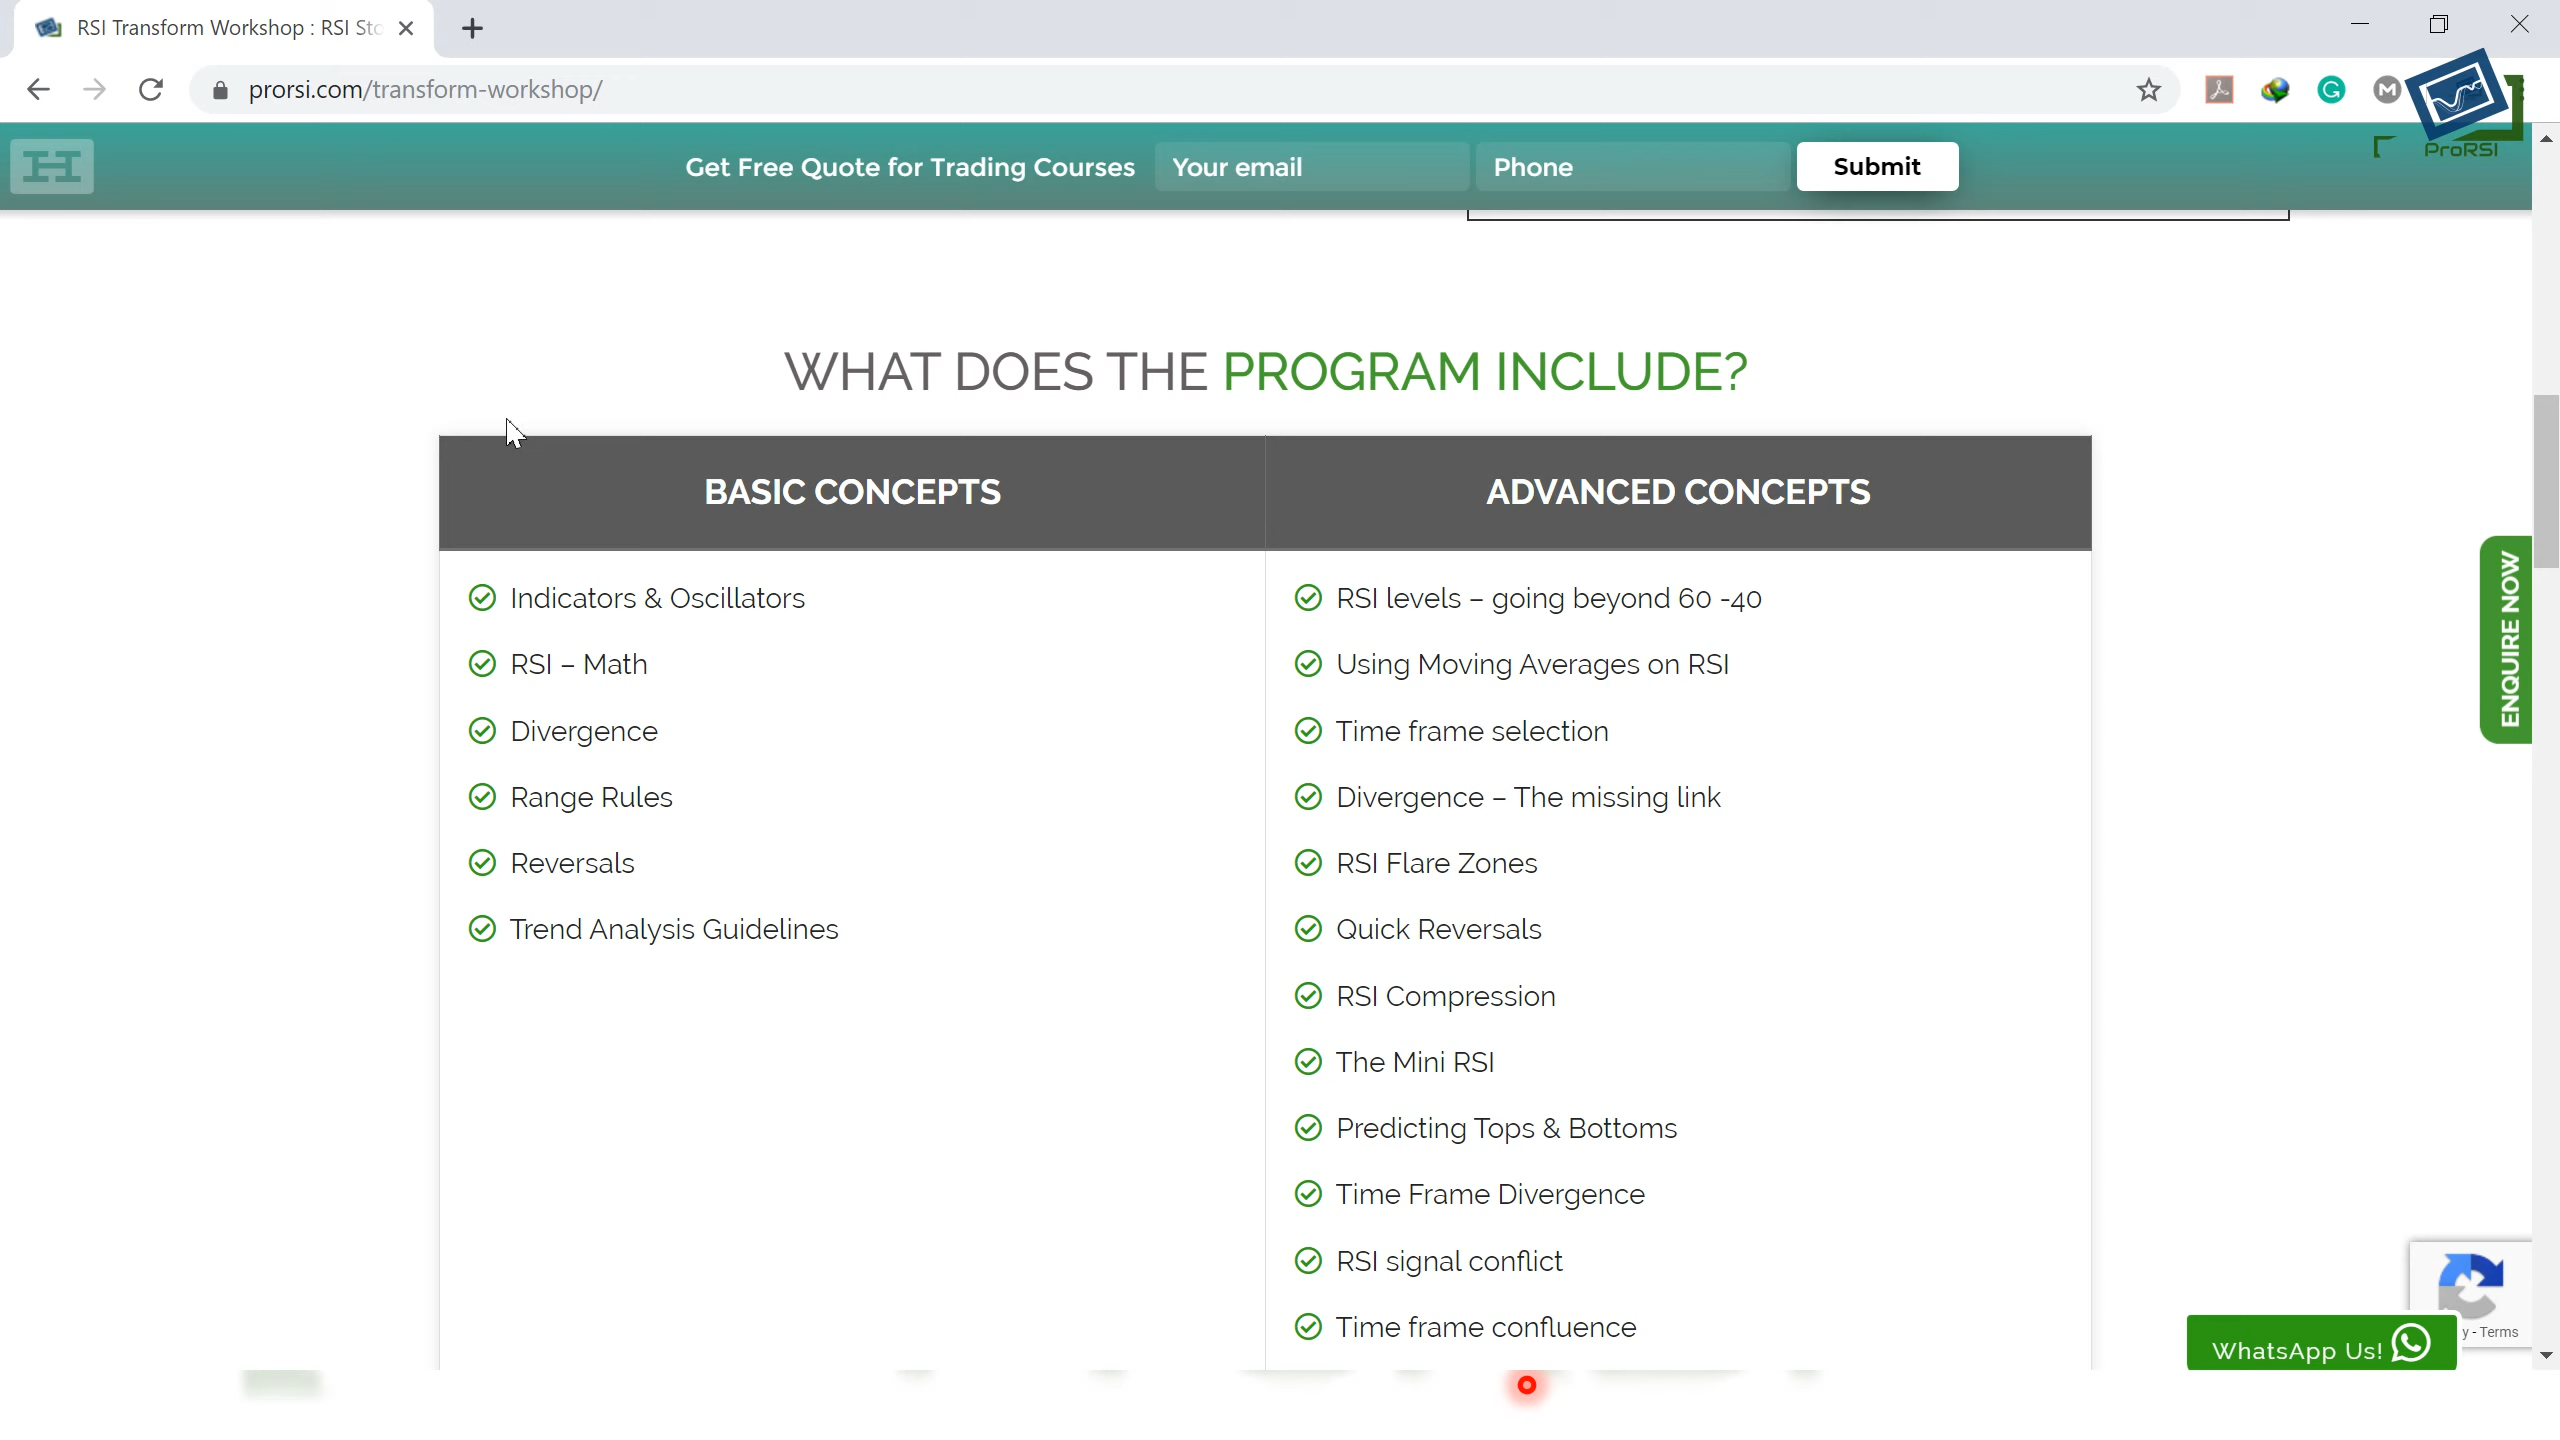 RSI Transform Workshop : RSI Sto
prorsi.com/transform-workshop/
Get Free Quote for Trading Courses
Your email
Phone
Submit
ProRSI
WHAT DOES THE PROGRAM INCLUDE?
BASIC CONCEPTS
Indicators & Oscillators
RSI – Math
Divergence
Range Rules
Reversals
Trend Analysis Guidelines
ADVANCED CONCEPTS
RSI levels – going beyond 60 -40
Using Moving Averages on RSI
Time frame selection
Divergence – The missing link
RSI Flare Zones
Quick Reversals
RSI Compression
The Mini RSI
Predicting Tops & Bottoms
Time Frame Divergence
RSI signal conflict
Time frame confluence
ENQUIRE NOW
y - Terms
WhatsApp Us!